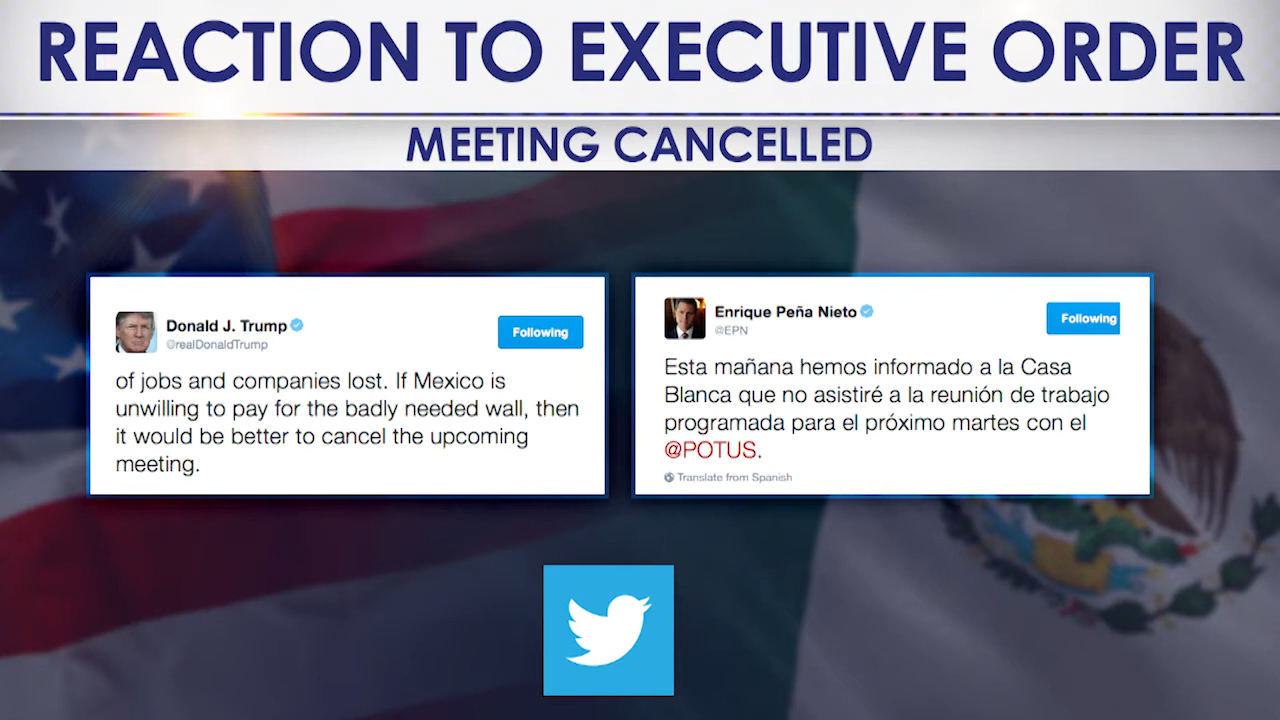 REACTION TO EXECUTIVE ORDER
MEETING CANCELLED
Donald J. Trump
@realDonaldTrump
Following
of jobs and companies lost. If Mexico is
unwilling to pay for the badly needed wall, then
it would be better to cancel the upcoming
meeting.
Enrique Peña Nieto
@EPN
Following
Esta mañana hemos informado a la Casa
Blanca que no asistiré a la reunión de trabajo
programada para el próximo martes con el
@POTUS.
Translate from Spanish